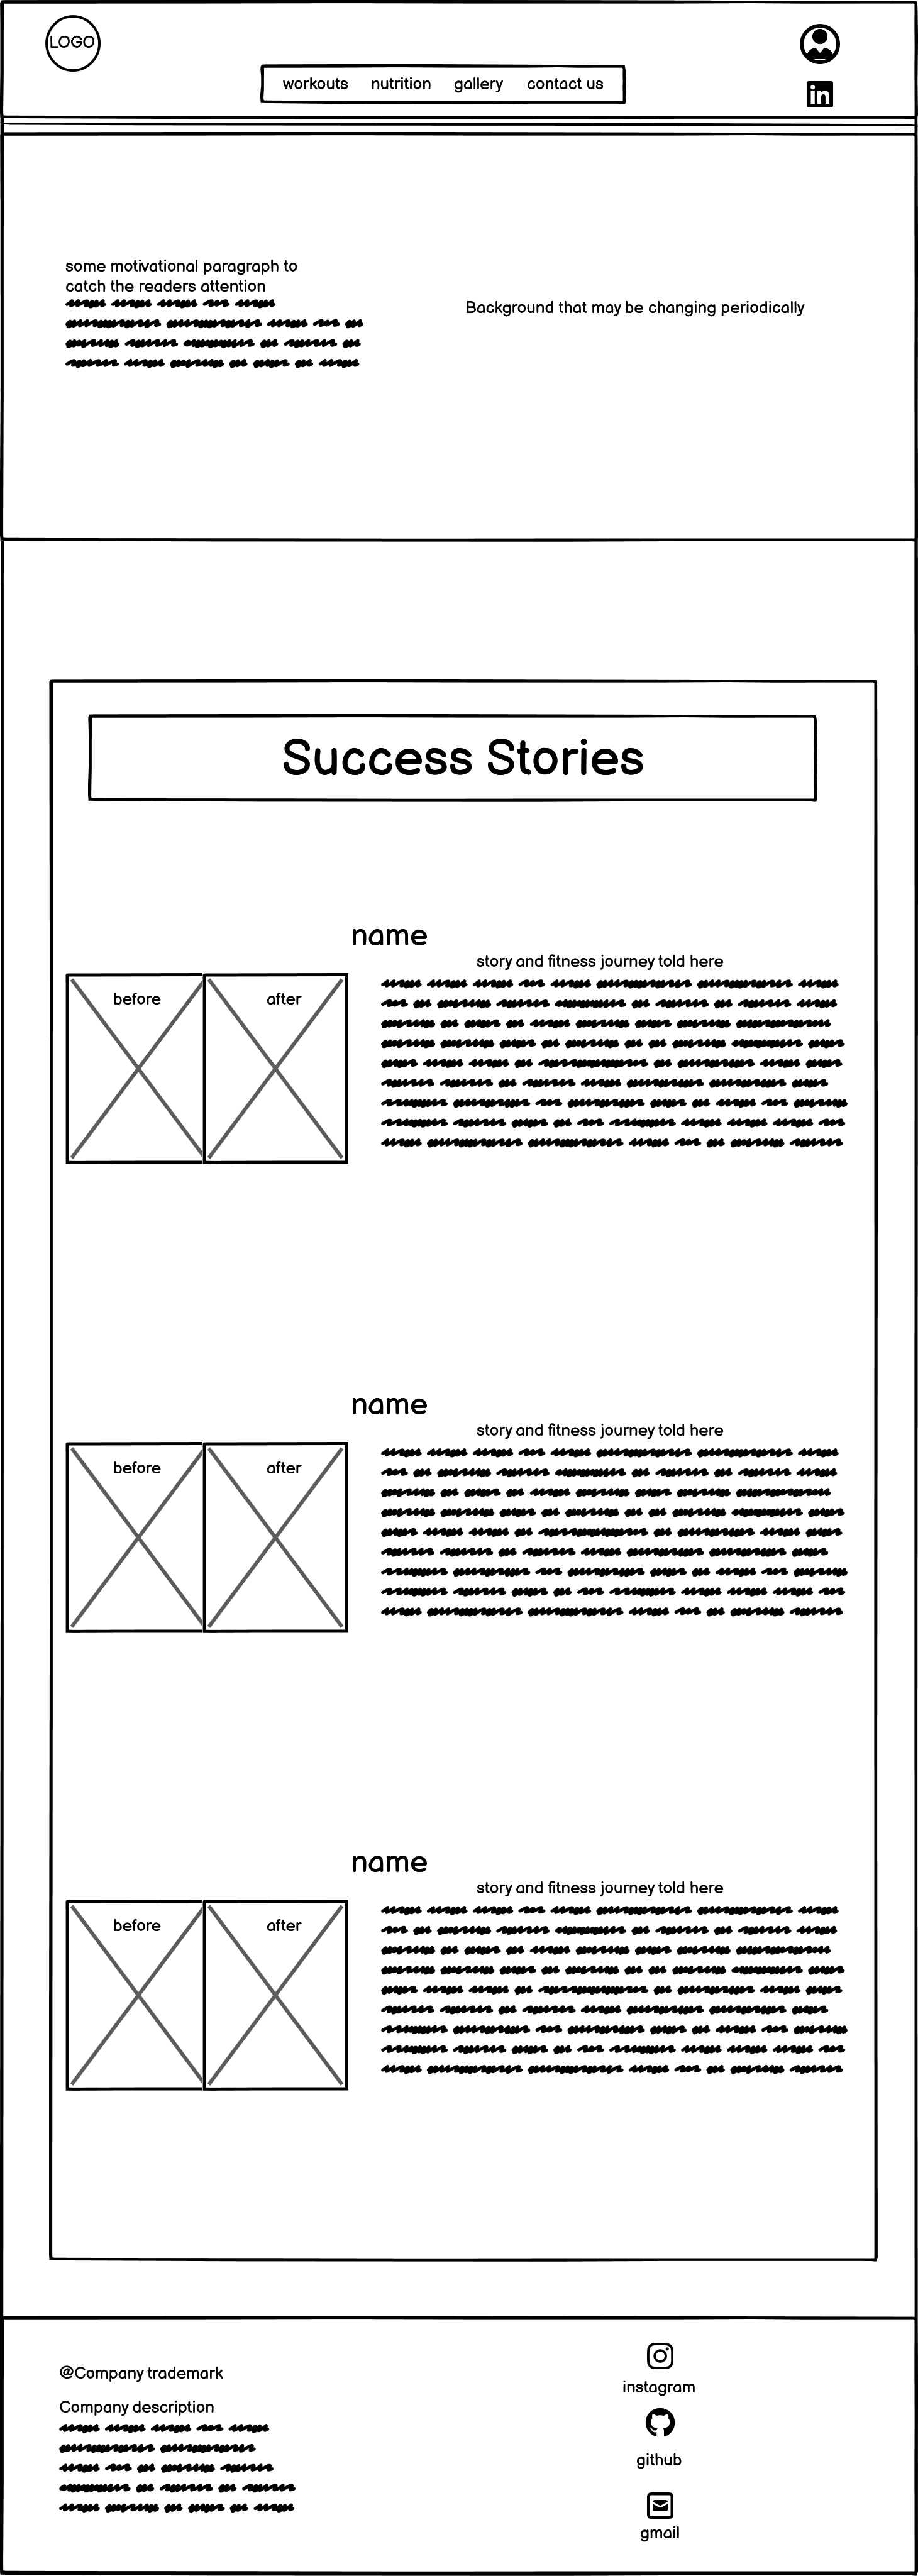 LOGO
workouts nutrition gallery contact us
in
some motivational paragraph to
catch the readers attention
Background that may be changing periodically
Success Stories
name
story and fitness journey told here
before after
name
story and fitness journey told here
before after
name
story and fitness journey told here
before after
@Company trademark
Company description
instagram
github
gmail